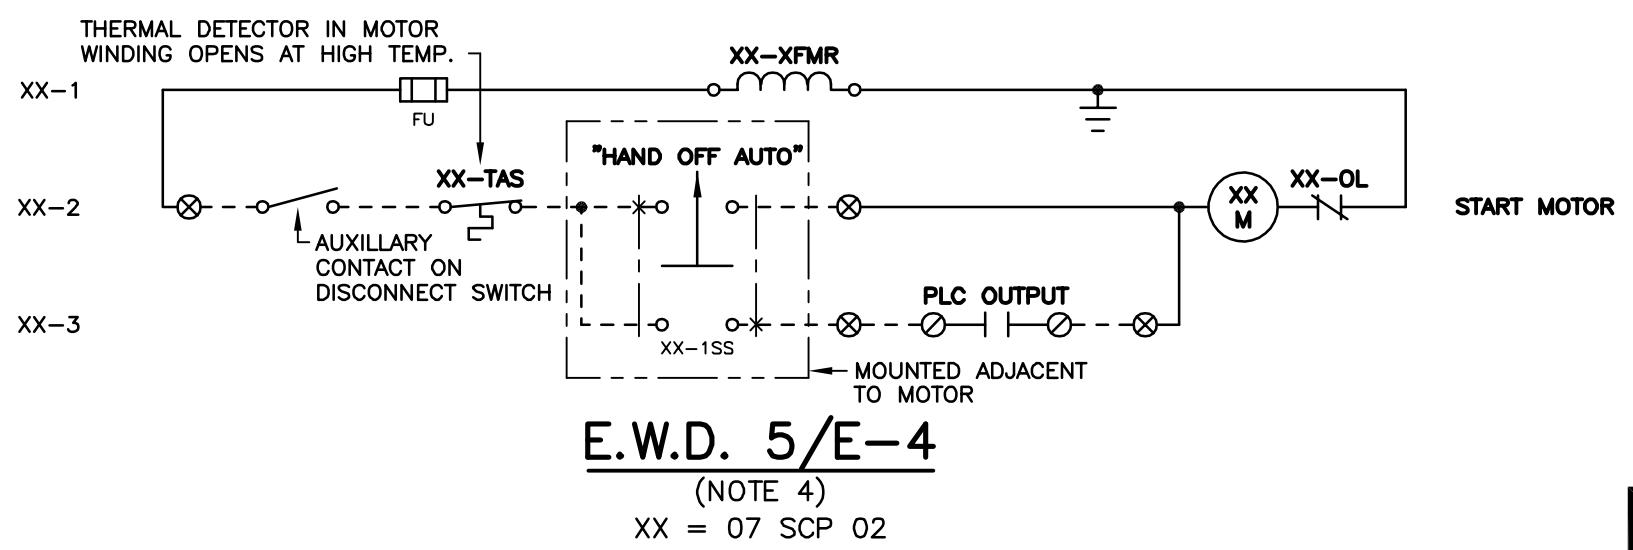 THERMAL DETECTOR IN MOTOR
WINDING OPENS AT HIGH TEMP.
XX-XFMR
XX-1
FU
"HAND OFF AUTO"
XX-TAS
XX-OL
XX-2
XX
M
START MOTOR
AUXILLARY
CONTACT ON
DISCONNECT SWITCH
PLC OUTPUT
XX-3
XX-1SS
MOUNTED ADJACENT
TO MOTOR
E.W.D. 5/E-4
(NOTE 4)
XX = 07 SCP 02